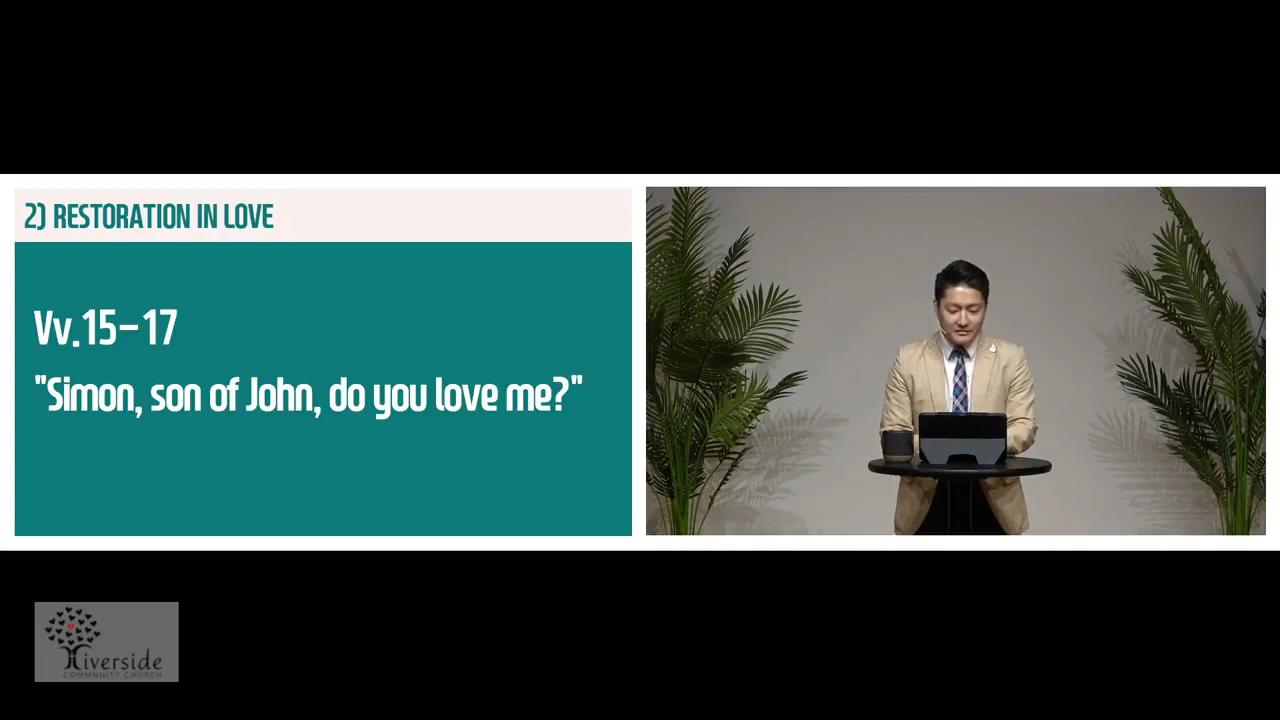 2) RESTORATION IN LOVE
Vv.15-17
"Simon, son of John, do you love me?"
Riverside
COMMUNITY CHURCH